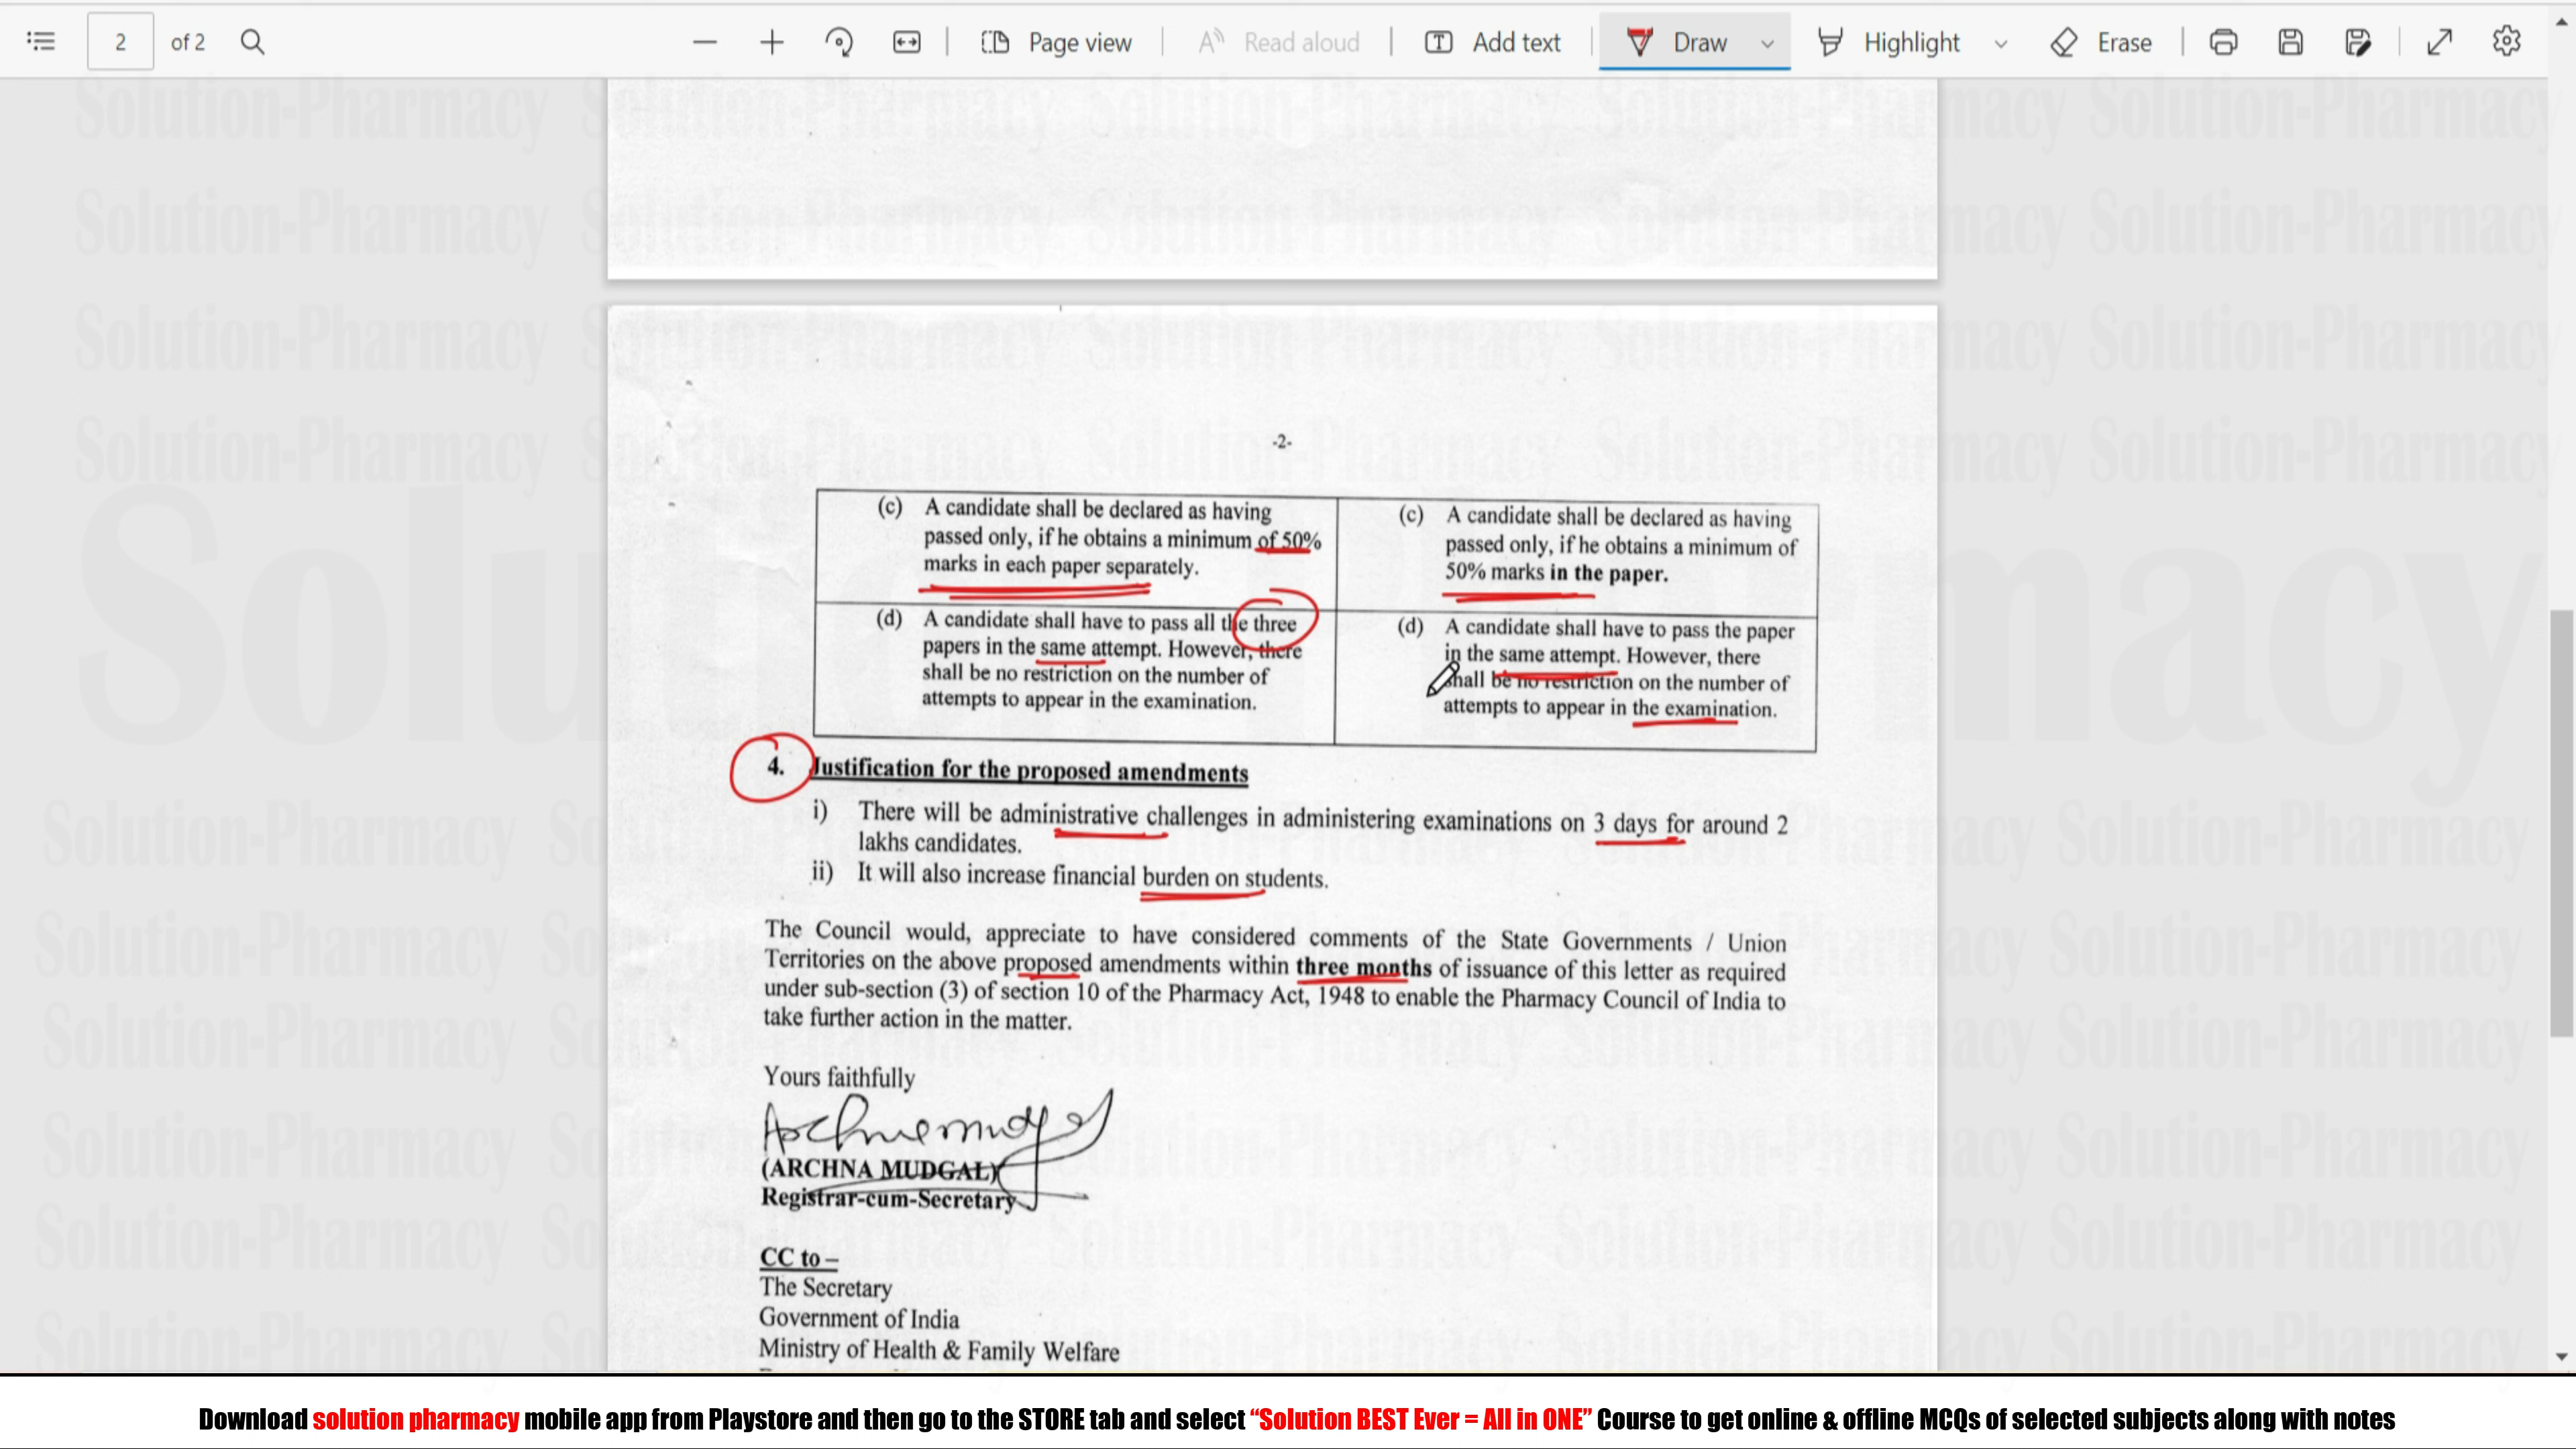 2 of 2 Page view Read aloud Add text Draw Highlight Erase
-2-
(c) A candidate shall be declared as having
passed only, if he obtains a minimum of 50%
marks in each paper separately.
(c) A candidate shall be declared as having
passed only, if he obtains a minimum of
50% marks in the paper.
(d) A candidate shall have to pass all the three
papers in the same attempt. However, there
shall be no restriction on the number of
attempts to appear in the examination.
(d) A candidate shall have to pass the paper
in the same attempt. However, there
shall be no restriction on the number of
attempts to appear in the examination.
4. Justification for the proposed amendments
i) There will be administrative challenges in administering examinations on 3 days for around 2
lakhs candidates.
ii) It will also increase financial burden on students.
The Council would, appreciate to have considered comments of the State Governments / Union
Territories on the above proposed amendments within three months of issuance of this letter as required
under sub-section (3) of section 10 of the Pharmacy Act, 1948 to enable the Pharmacy Council of India to
take further action in the matter.
Yours faithfully
(ARCHNA MUDGAL)
Registrar-cum-Secretary
CC to –
The Secretary
Government of India
Ministry of Health & Family Welfare
Solution-Pharmacy
Download solution pharmacy mobile app from Playstore and then go to the STORE tab and select “Solution BEST Ever = All in ONE” Course to get online & offline MCQs of selected subjects along with notes